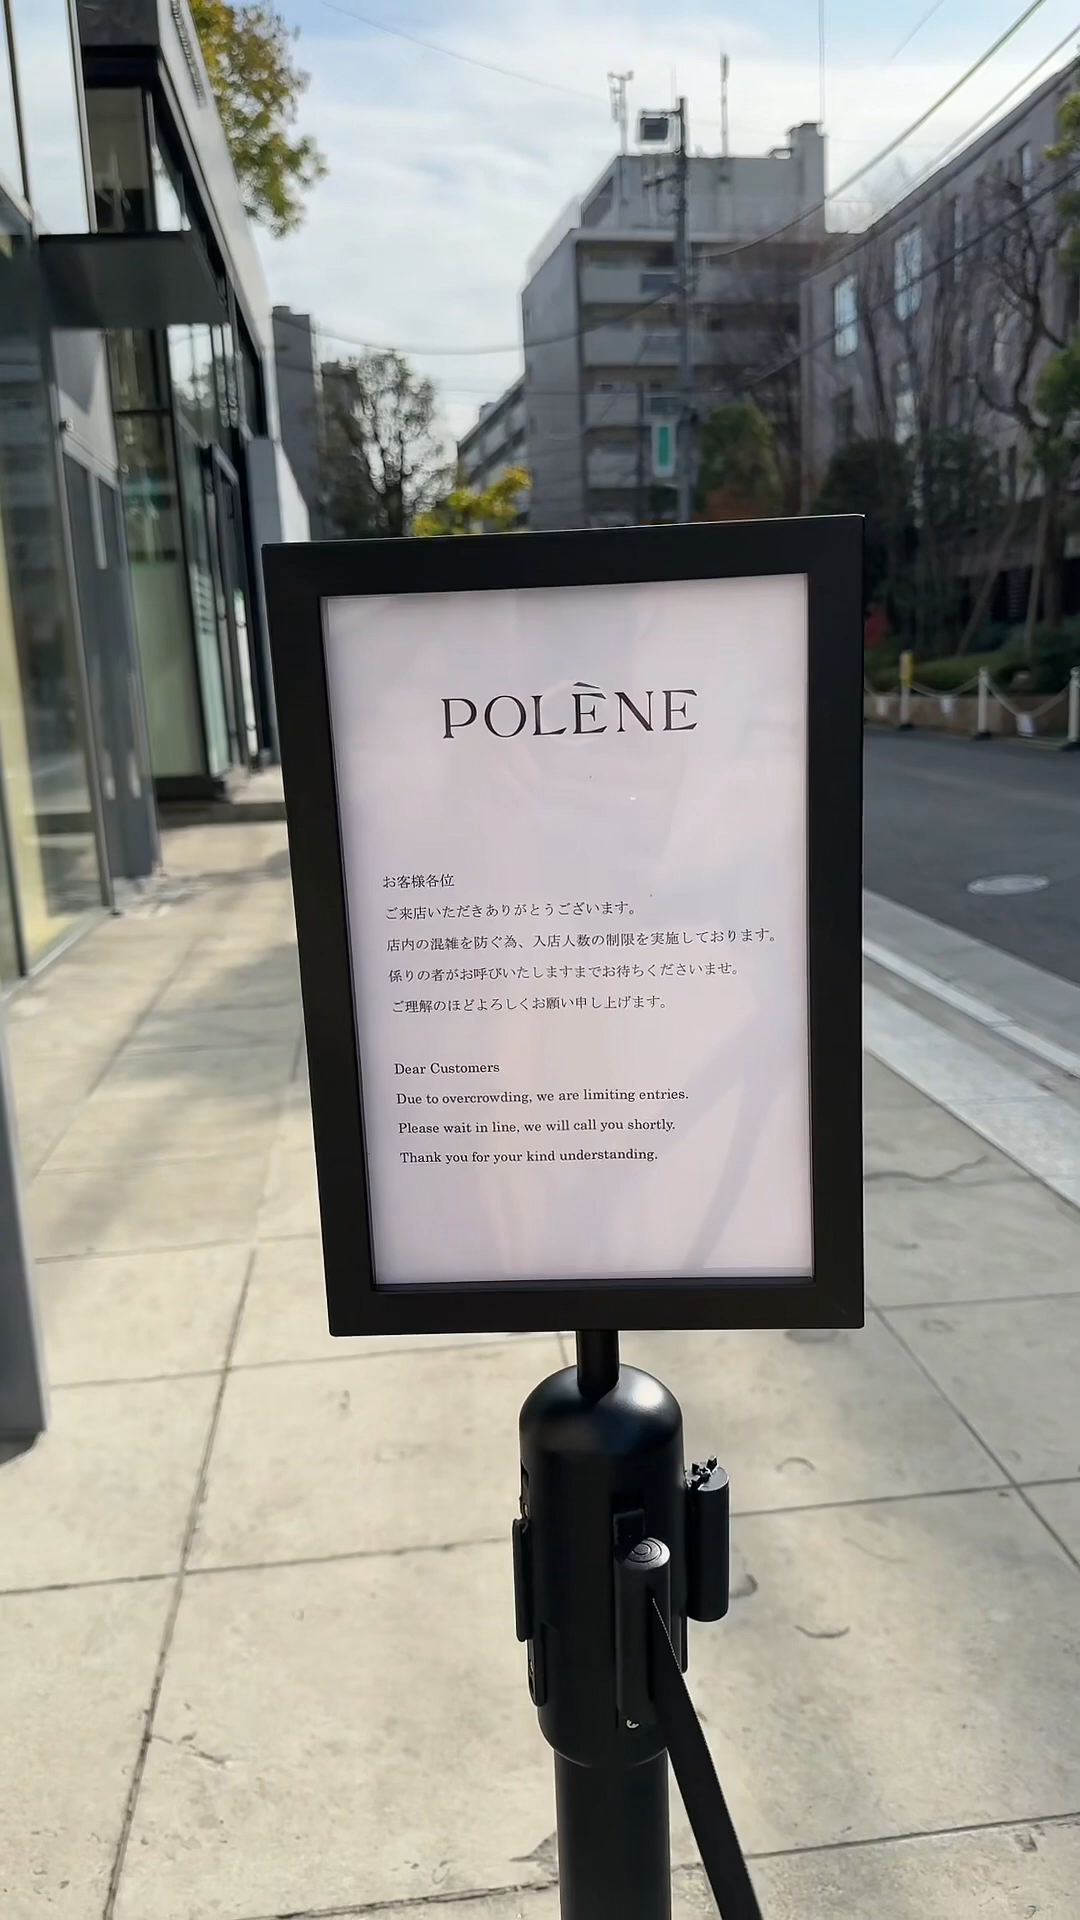 POLÈNE
お客様各位
ご来店いただきありがとうございます。
店内の混雑を防ぐ為、入店人数の制限を実施しております。
係りの者がお呼びいたしますまでお待ちくださいませ。
ご理解のほどよろしくお願い申し上げます。
Dear Customers
Due to overcrowding, we are limiting entries.
Please wait in line, we will call you shortly.
Thank you for your kind understanding.